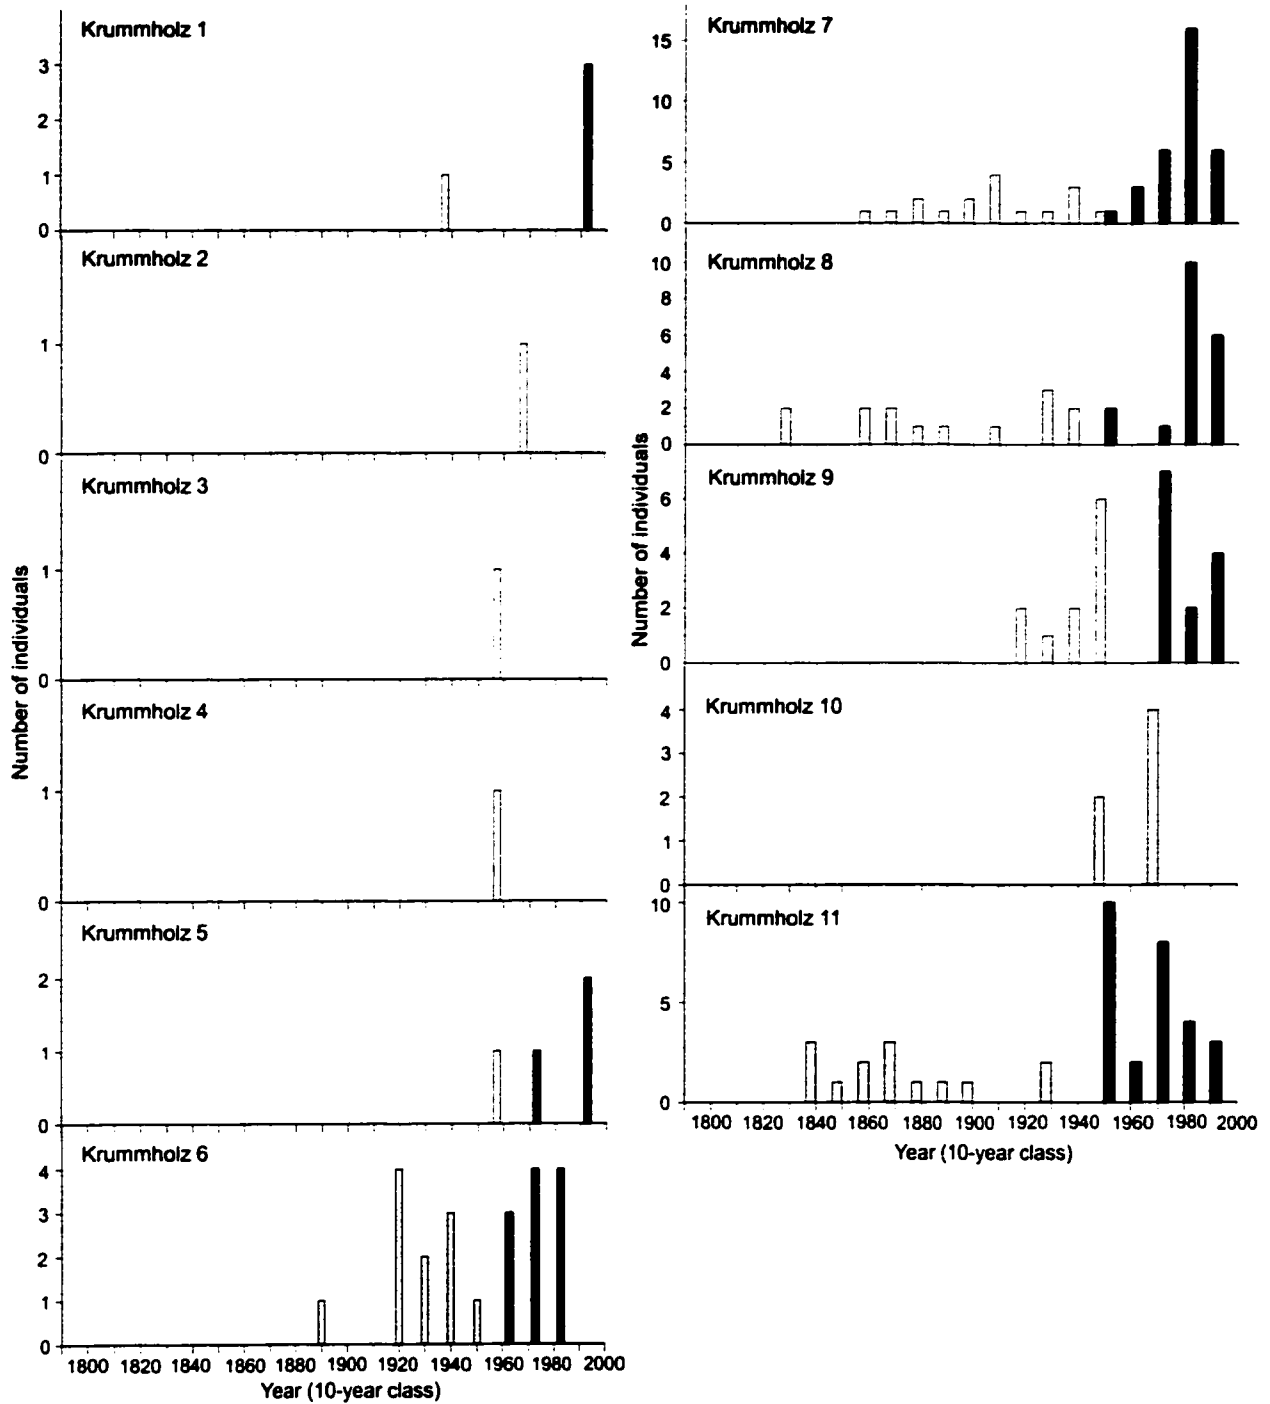 Krummholz 1
3
2
1
0
Krummholz 2
1
0
Krummholz 3
1
0
Krummholz 4
1
0
Krummholz 5
2
1
0
Krummholz 6
4
3
2
1
0
1800 1820 1840 1860 1880 1900 1920 1940 1960 1980 2000
Year (10-year class)
Number of individuals
Krummholz 7
15
10
5
0
Krummholz 8
10
8
6
4
2
0
Krummholz 9
6
4
2
0
Krummholz 10
4
3
2
1
0
Krummholz 11
10
5
0
1800 1820 1840 1860 1880 1900 1920 1940 1960 1980 2000
Year (10-year class)
Number of individuals